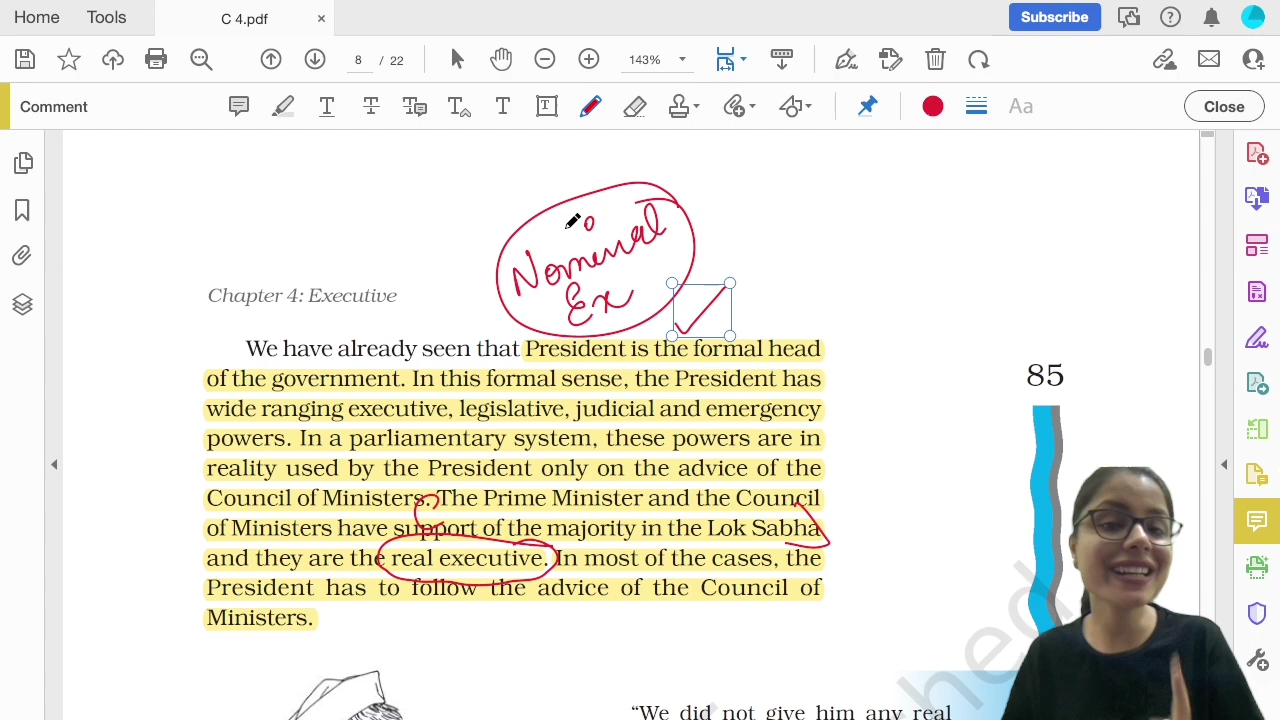 Home Tools C 4.pdf × Subscribe
8 / 22 143%
Comment Aa Close
Nominal
Ex
Chapter 4: Executive
We have already seen that President is the formal head
of the government. In this formal sense, the President has
wide ranging executive, legislative, judicial and emergency
powers. In a parliamentary system, these powers are in
reality used by the President only on the advice of the
Council of Ministers. The Prime Minister and the Council
of Ministers have support of the majority in the Lok Sabha
and they are the real executive. In most of the cases, the
President has to follow the advice of the Council of
Ministers.
85
hed
“We did not give him any real